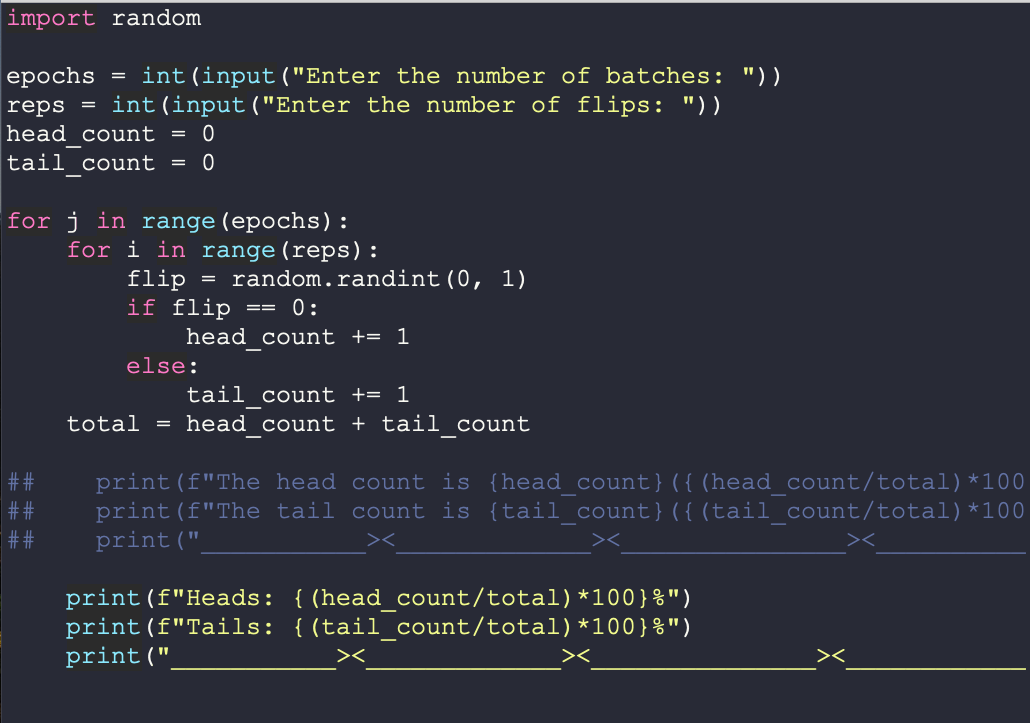 import random
epochs = int(input("Enter the number of batches: "))
reps = int(input("Enter the number of flips: "))
head_count = 0
tail_count = 0
for j in range(epochs):
    for i in range(reps):
        flip = random.randint(0, 1)
        if flip == 0:
            head_count += 1
        else:
            tail_count += 1
    total = head_count + tail_count
##    print(f"The head count is {head_count}({(head_count/total)*100
##    print(f"The tail count is {tail_count}({(tail_count/total)*100
##    print("___________><_____________><_______________><__________
    print(f"Heads: {(head_count/total)*100}%")
    print(f"Tails: {(tail_count/total)*100}%")
    print("___________><_____________><_______________><____________